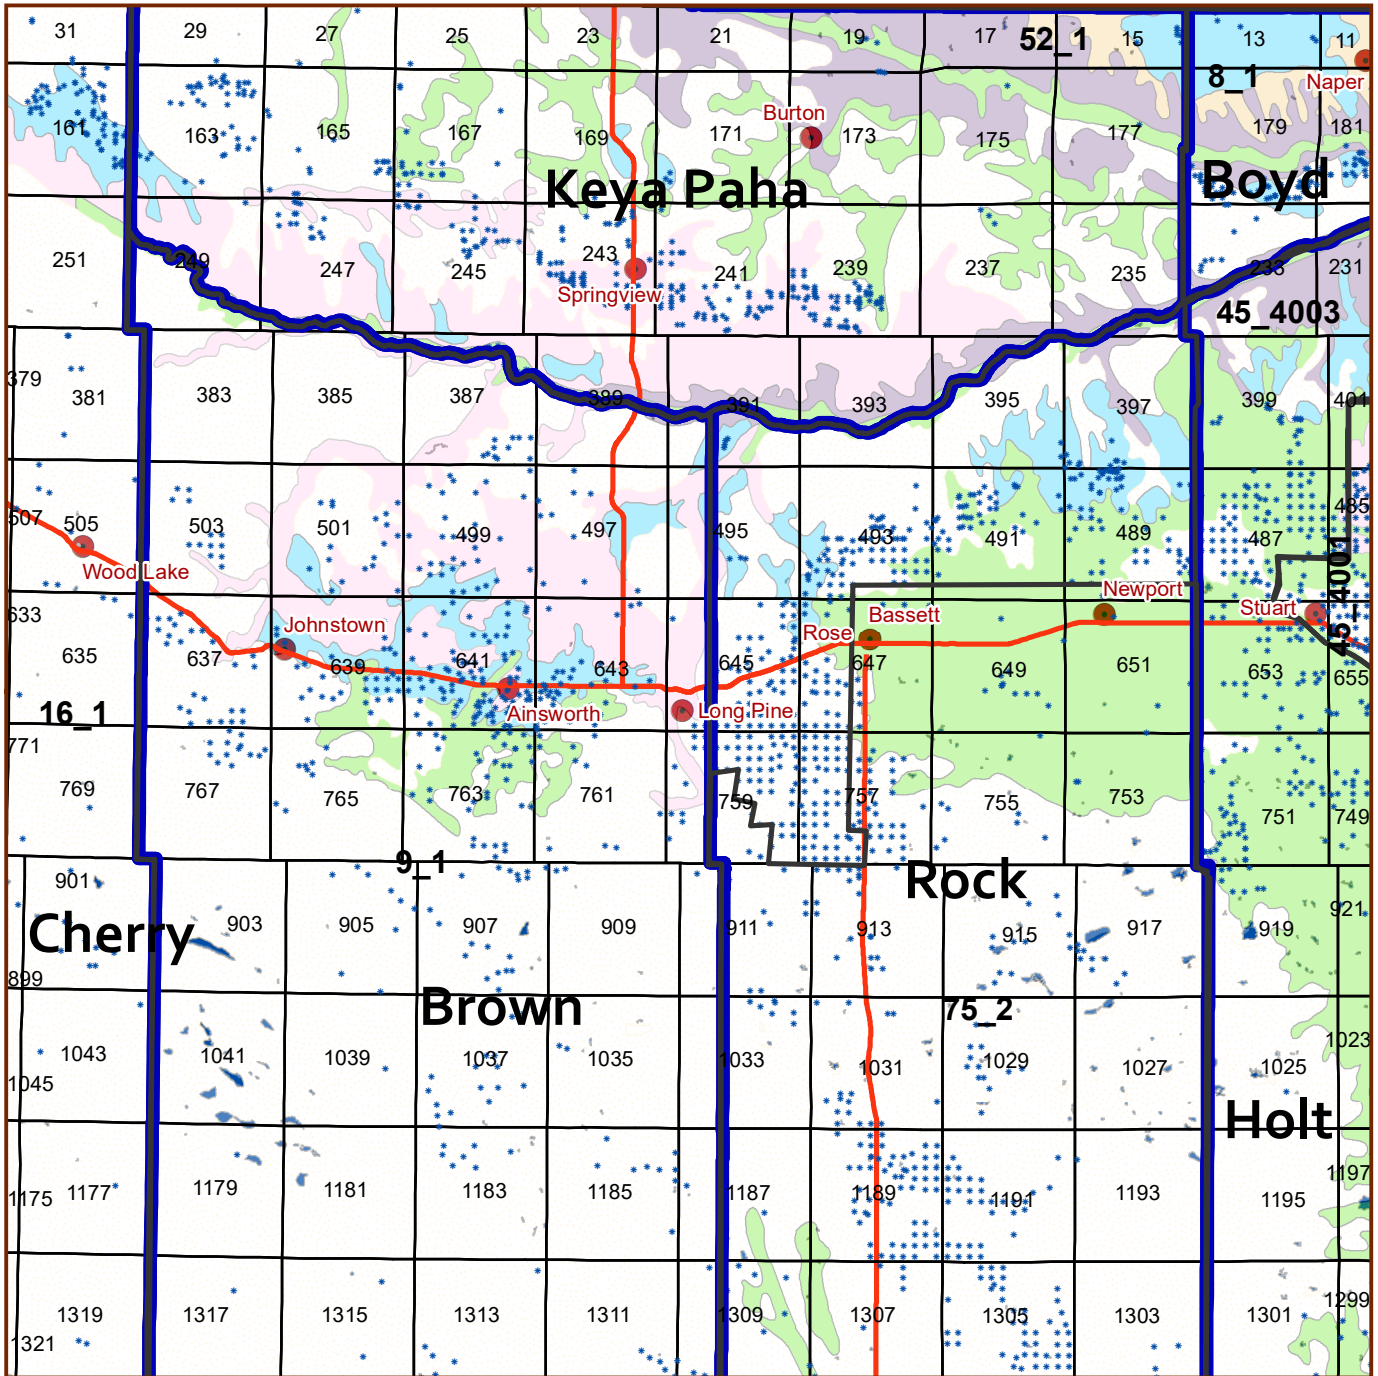 31 29 27 25 23 21 19 17 52_1 15 13 11
8_1 Naper
Burton
161 163 165 167 169 171 173 175 177 179 181
Keya Paha Boyd
251 249 247 245 243 241 239 237 235 233 231
Springview
45_4003
379 381 383 385 387 389 391 393 395 397 399 401
507 505 503 501 499 497 495 493 491 489 487 485
Wood Lake
45_4001
Newport
633 Johnstown Rose Bassett Stuart
635 637 639 641 643 645 647 649 651 653 655
16_1 Ainsworth Long Pine
771 769 767 765 763 761 759 757 755 753 751 749
9_1
Rock
901 903 905 907 909 911 913 915 917 919 921
Cherry
899
Brown 75_2
1043 1041 1039 1037 1035 1033 1031 1029 1027 1025 1023
1045
Holt
1175 1177 1179 1181 1183 1185 1187 1189 1191 1193 1195 1197
1319 1317 1315 1313 1311 1309 1307 1305 1303 1301 1299
1321